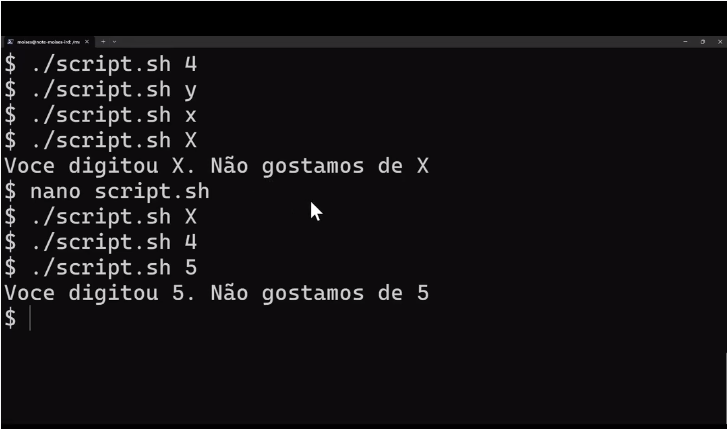 $ ./script.sh 4
$ ./script.sh y
$ ./script.sh x
$ ./script.sh X
Voce digitou X. Não gostamos de X
$ nano script.sh
$ ./script.sh X
$ ./script.sh 4
$ ./script.sh 5
Voce digitou 5. Não gostamos de 5
$